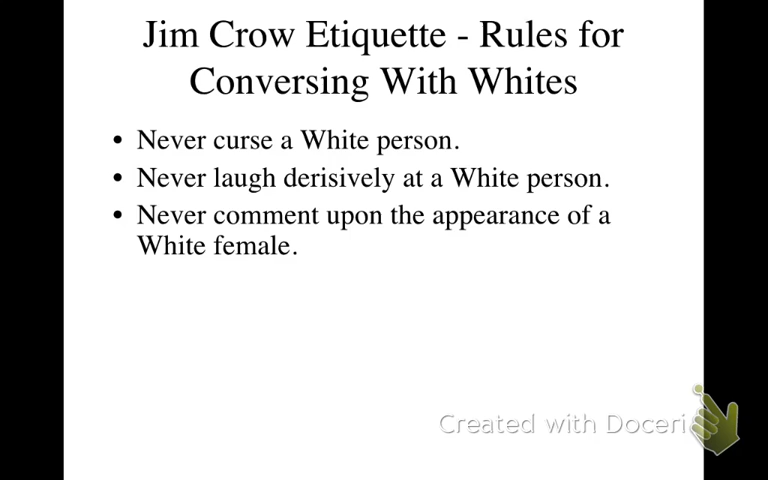 Jim Crow Etiquette - Rules for
Conversing With Whites
• Never curse a White person.
• Never laugh derisively at a White person.
• Never comment upon the appearance of a
White female.
Created with Doceri